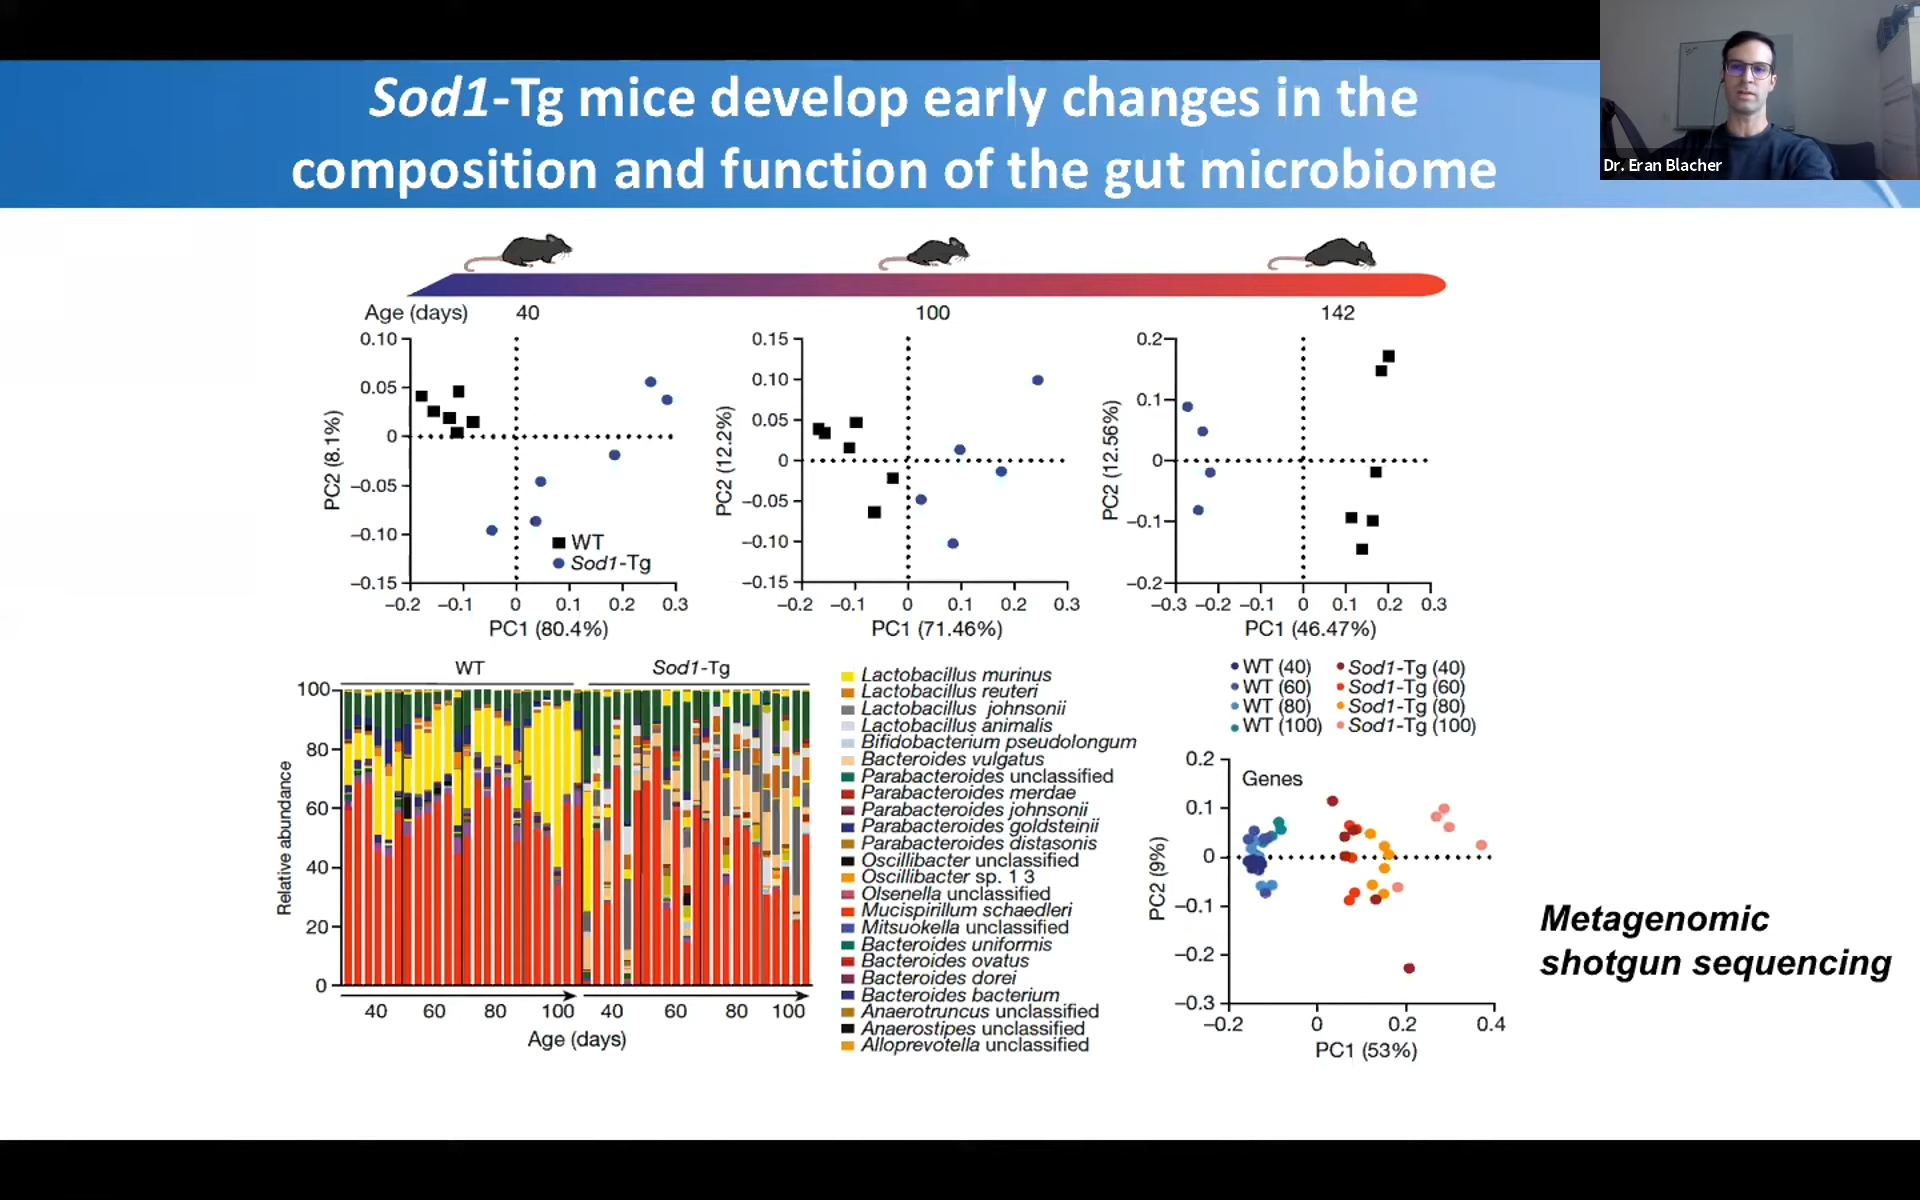 Sod1-Tg mice develop early changes in the
composition and function of the gut microbiome
Dr. Eran Blacher
Age (days)
40
100
142
0.10
0.05
0
−0.05
−0.10
−0.15
PC2 (8.1%)
−0.2 −0.1 0 0.1 0.2 0.3
PC1 (80.4%)
WT
Sod1-Tg
0.15
0.10
0.05
0
−0.05
−0.10
−0.15
PC2 (12.2%)
−0.2 −0.1 0 0.1 0.2 0.3
PC1 (71.46%)
0.2
0.1
0
−0.1
−0.2
PC2 (12.56%)
−0.3 −0.2 −0.1 0 0.1 0.2 0.3
PC1 (46.47%)
WT
Sod1-Tg
100
80
60
40
20
0
Relative abundance
40 60 80 100 40 60 80 100
Age (days)
Lactobacillus murinus
Lactobacillus reuteri
Lactobacillus johnsonii
Lactobacillus animalis
Bifidobacterium pseudolongum
Bacteroides vulgatus
Parabacteroides unclassified
Parabacteroides merdae
Parabacteroides johnsonii
Parabacteroides goldsteinii
Parabacteroides distasonis
Oscillibacter unclassified
Oscillibacter sp. 1 3
Olsenella unclassified
Mucispirillum schaedleri
Mitsuokella unclassified
Bacteroides uniformis
Bacteroides ovatus
Bacteroides dorei
Bacteroides bacterium
Anaerotruncus unclassified
Anaerostipes unclassified
Alloprevotella unclassified
WT (40) Sod1-Tg (40)
WT (60) Sod1-Tg (60)
WT (80) Sod1-Tg (80)
WT (100) Sod1-Tg (100)
0.2
0.1
0
−0.1
−0.2
−0.3
Genes
PC2 (9%)
−0.2 0 0.2 0.4
PC1 (53%)
Metagenomic
shotgun sequencing